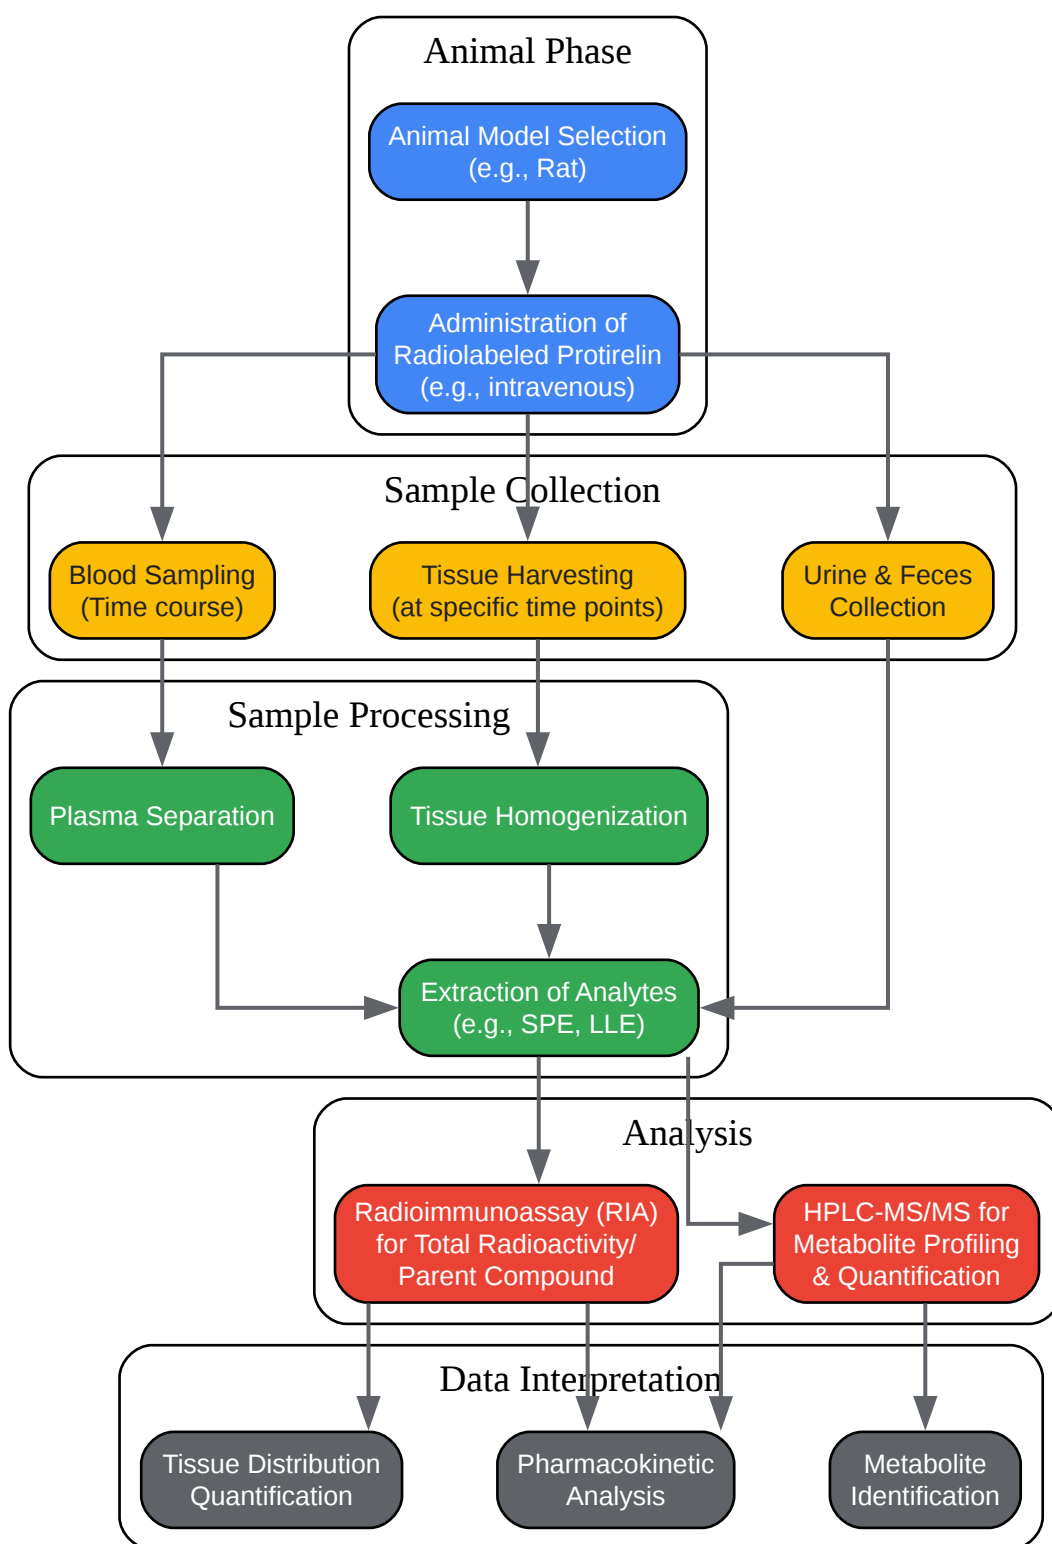 Animal Phase
Animal Model Selection
(e.g., Rat)
Administration of
Radiolabeled Protirelin
(e.g., intravenous)
Sample Collection
Blood Sampling
(Time course)
Tissue Harvesting
(at specific time points)
Urine & Feces
Collection
Sample Processing
Plasma Separation
Tissue Homogenization
Extraction of Analytes
(e.g., SPE, LLE)
Analysis
Radioimmunoassay (RIA)
for Total Radioactivity/
Parent Compound
HPLC-MS/MS for
Metabolite Profiling
& Quantification
Data Interpretation
Tissue Distribution
Quantification
Pharmacokinetic
Analysis
Metabolite
Identification